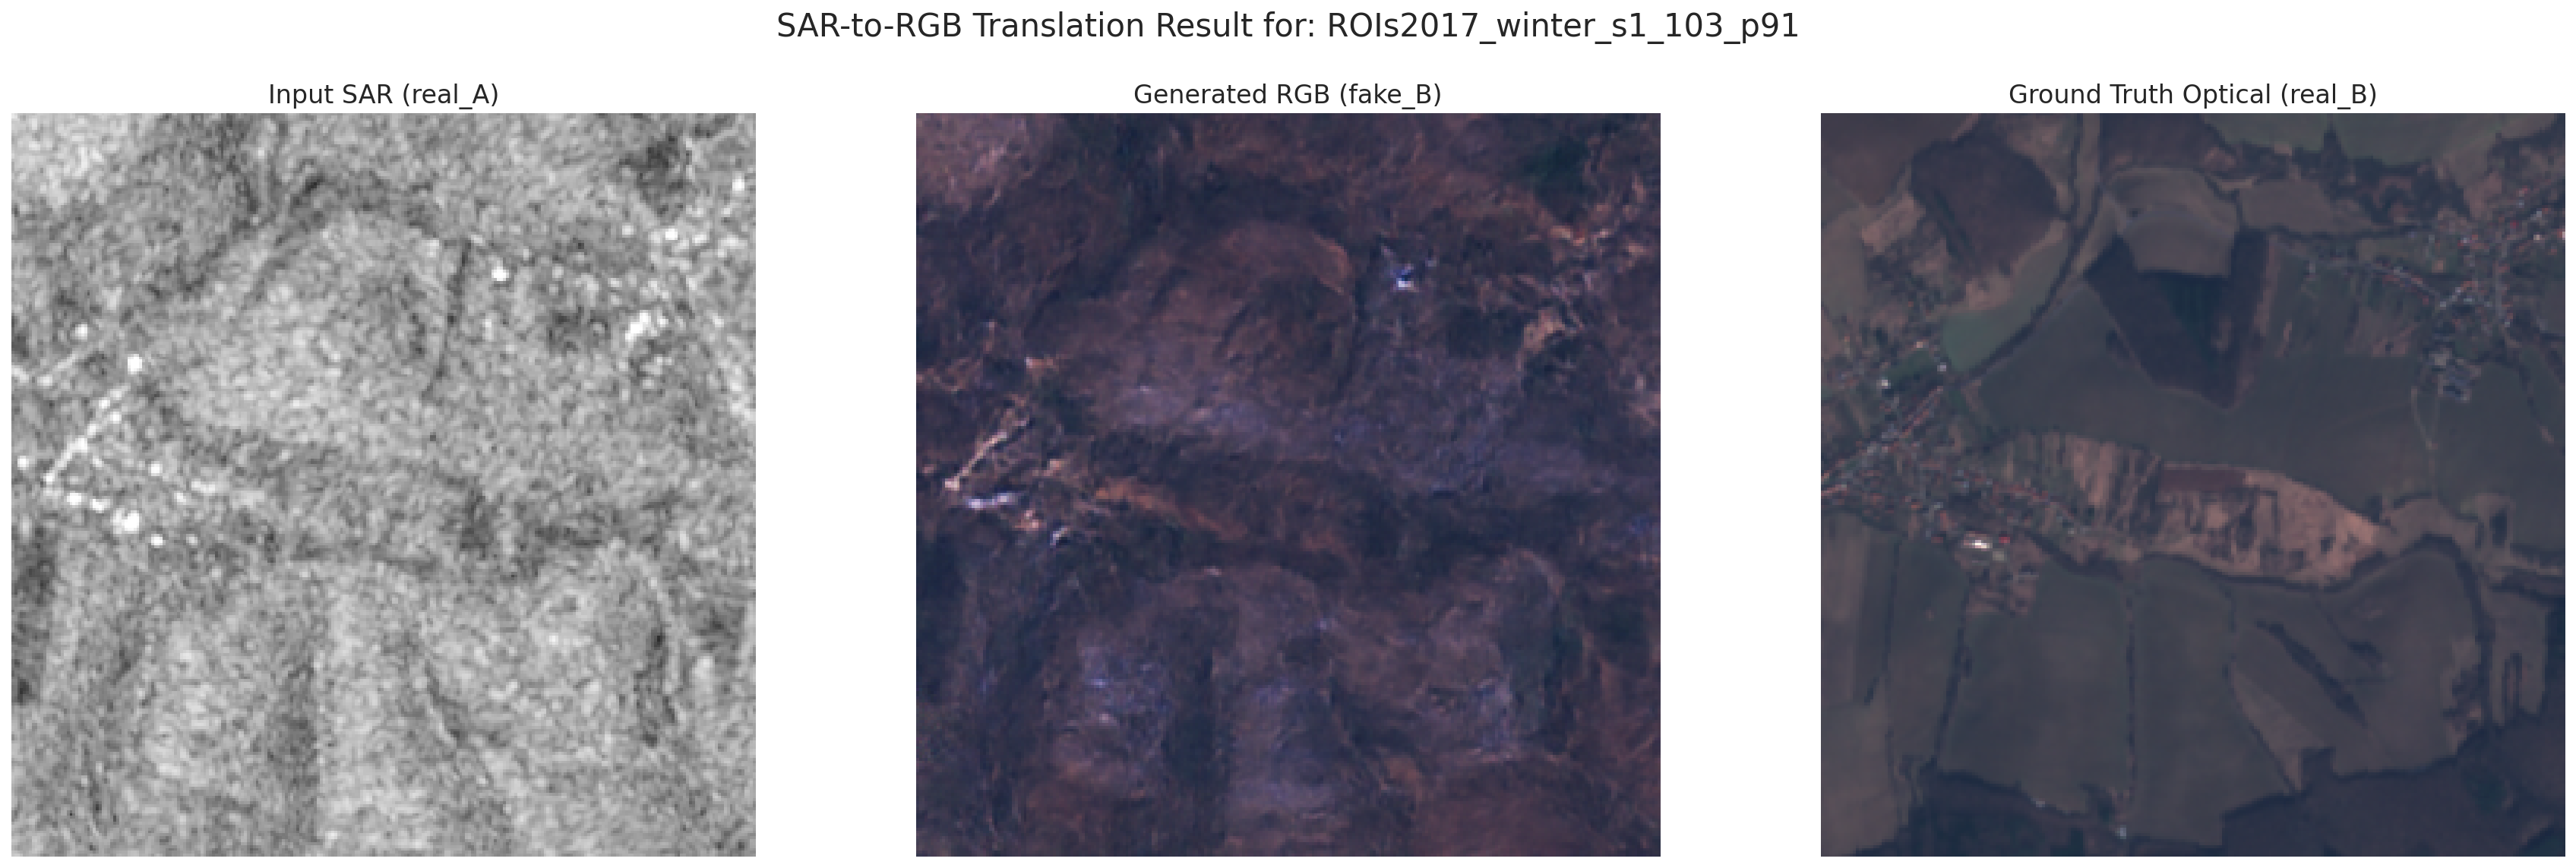 SAR-to-RGB Translation Result for: ROIs2017_winter_s1_103_p91
Input SAR (real_A)
Generated RGB (fake_B)
Ground Truth Optical (real_B)